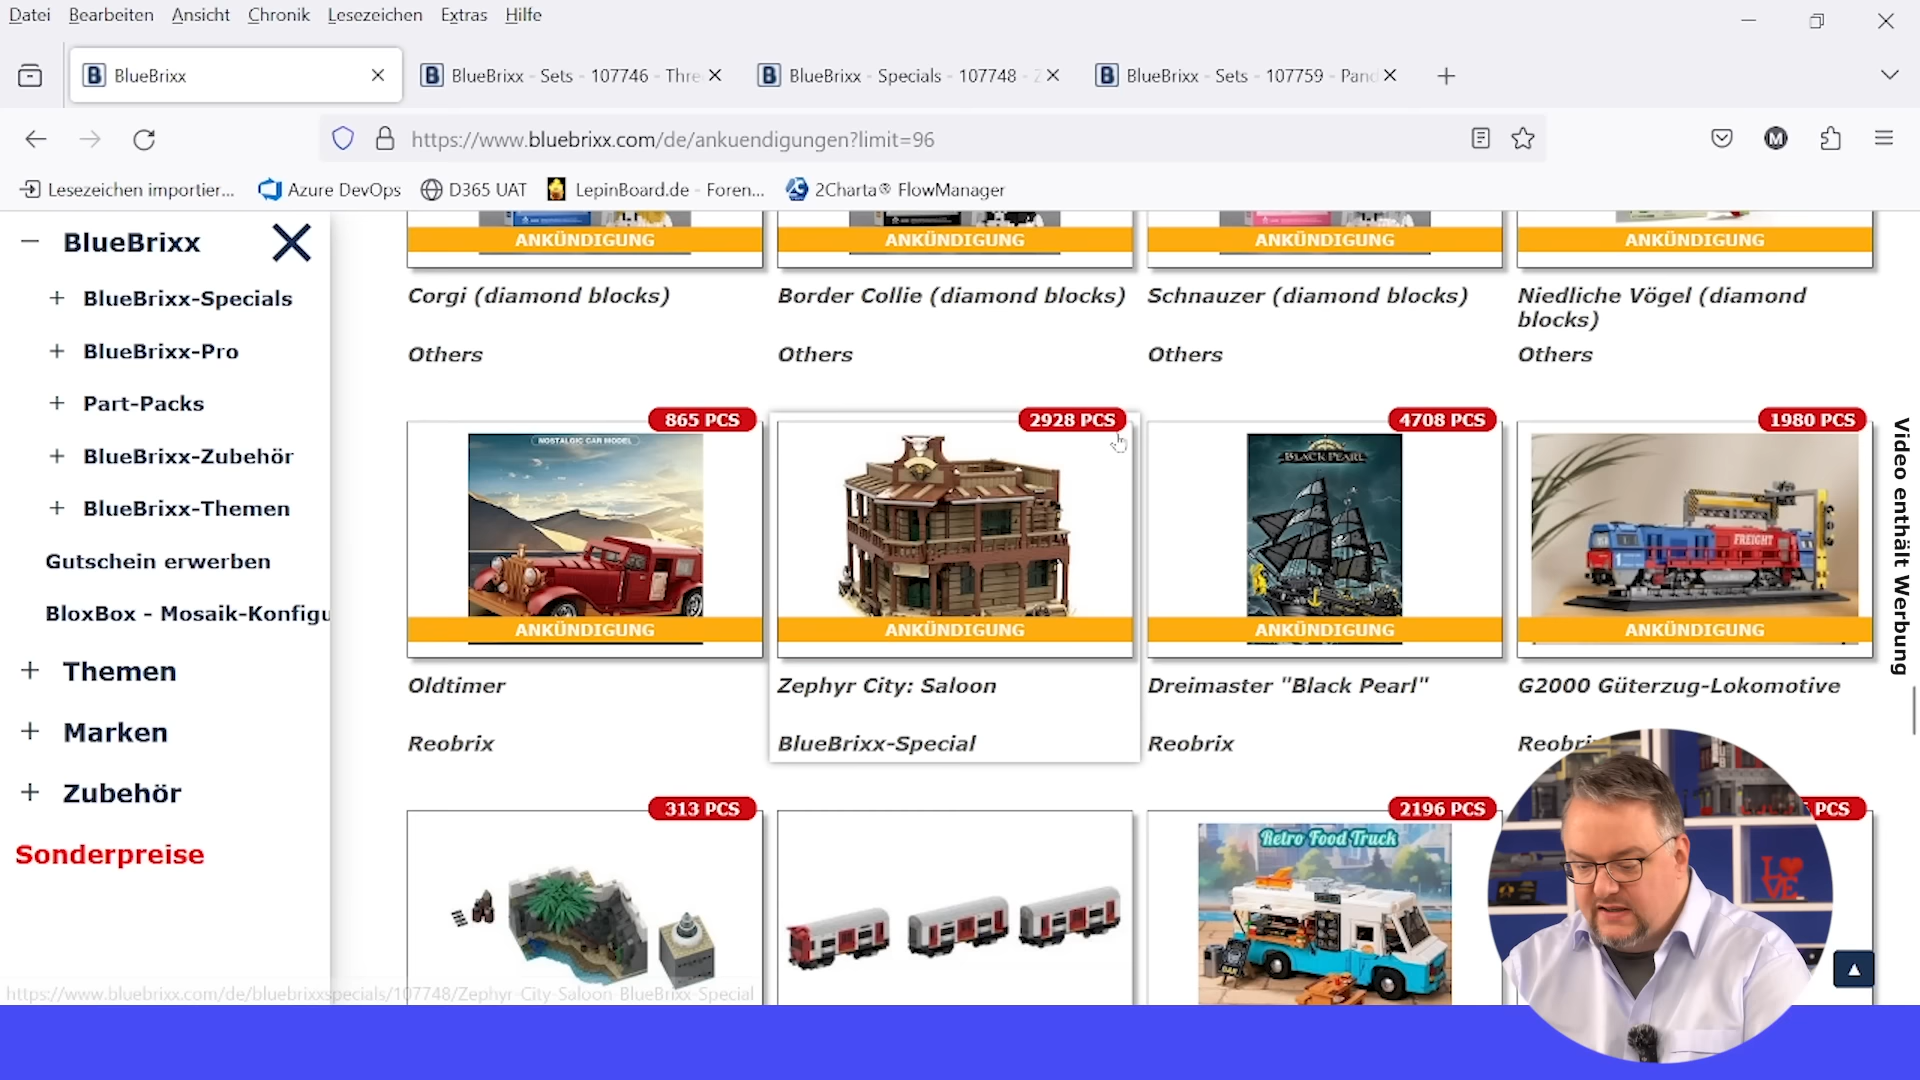 Datei Bearbeiten Ansicht Chronik Lesezeichen Extras Hilfe
BlueBrixx
BlueBrixx - Sets - 107746 - Thre
BlueBrixx - Specials - 107748 - Z
BlueBrixx - Sets - 107759 - Pand
https://www.bluebrixx.com/de/ankuendigungen?limit=96
Lesezeichen importier...
Azure DevOps
D365 UAT
LepinBoard.de - Foren...
2Charta® FlowManager
BlueBrixx
BlueBrixx-Specials
BlueBrixx-Pro
Part-Packs
BlueBrixx-Zubehör
BlueBrixx-Themen
Gutschein erwerben
BloxBox - Mosaik-Konfigu
Themen
Marken
Zubehör
Sonderpreise
ANKÜNDIGUNG ANKÜNDIGUNG ANKÜNDIGUNG ANKÜNDIGUNG
Corgi (diamond blocks)
Others
Border Collie (diamond blocks)
Others
Schnauzer (diamond blocks)
Others
Niedliche Vögel (diamond
blocks)
Others
865 PCS
NOSTALGIC CAR MODEL
ANKÜNDIGUNG
Oldtimer
Reobrix
2928 PCS
ANKÜNDIGUNG
Zephyr City: Saloon
BlueBrixx-Special
4708 PCS
BLACK PEARL
ANKÜNDIGUNG
Dreimaster "Black Pearl"
Reobrix
1980 PCS
FREIGHT
ANKÜNDIGUNG
G2000 Güterzug-Lokomotive
Reobrix
313 PCS
2196 PCS
Retro Food Truck
PCS
LOVE
Video enthält Werbung
https://www.bluebrixx.com/de/bluebrixxspecials/107748/Zephyr-City-Saloon-BlueBrixx-Special